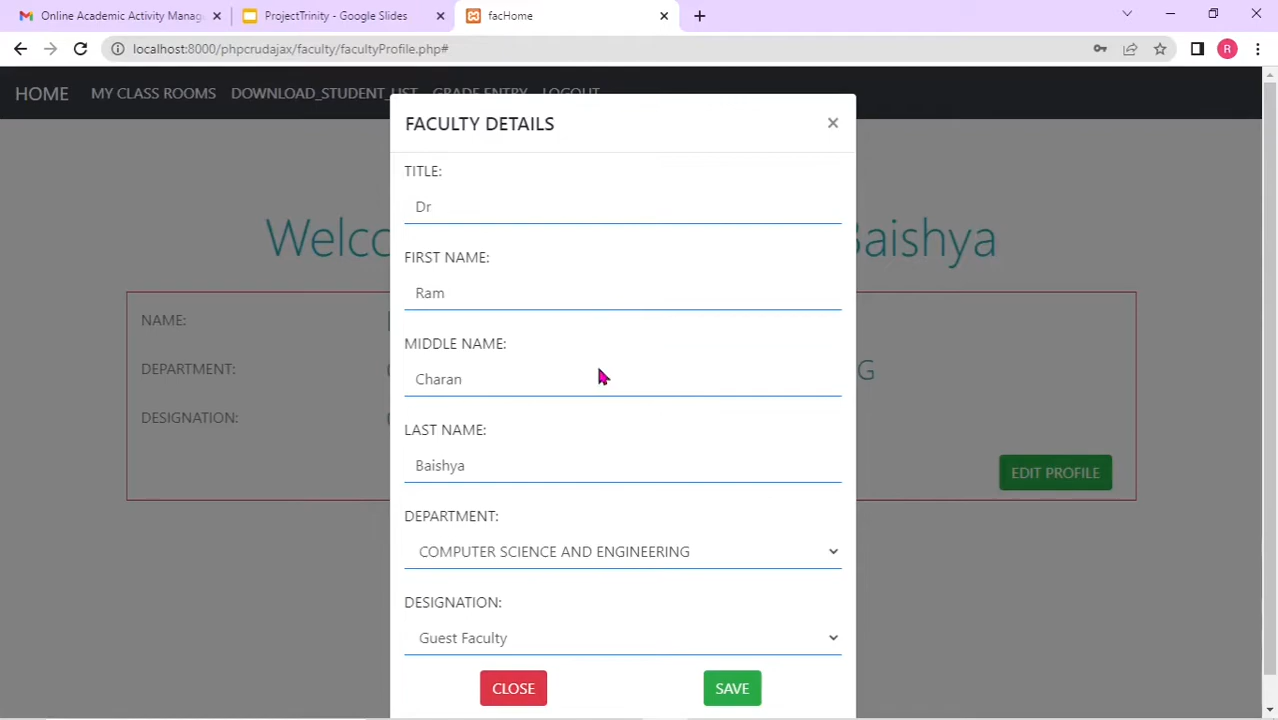 Online Academic Activity Manag
ProjectTrinity - Google Slides
facHome
localhost:8000/phpcrudajax/faculty/facultyProfile.php#
R
HOME MY CLASS ROOMS DOWNLOAD_STUDENT_LIST GRADE ENTRY LOGOUT
FACULTY DETAILS
TITLE:
Dr
Welco Baishya
FIRST NAME:
Ram
NAME:
MIDDLE NAME:
Charan
DEPARTMENT: G
DESIGNATION:
LAST NAME:
Baishya
EDIT PROFILE
DEPARTMENT:
COMPUTER SCIENCE AND ENGINEERING
DESIGNATION:
Guest Faculty
CLOSE SAVE